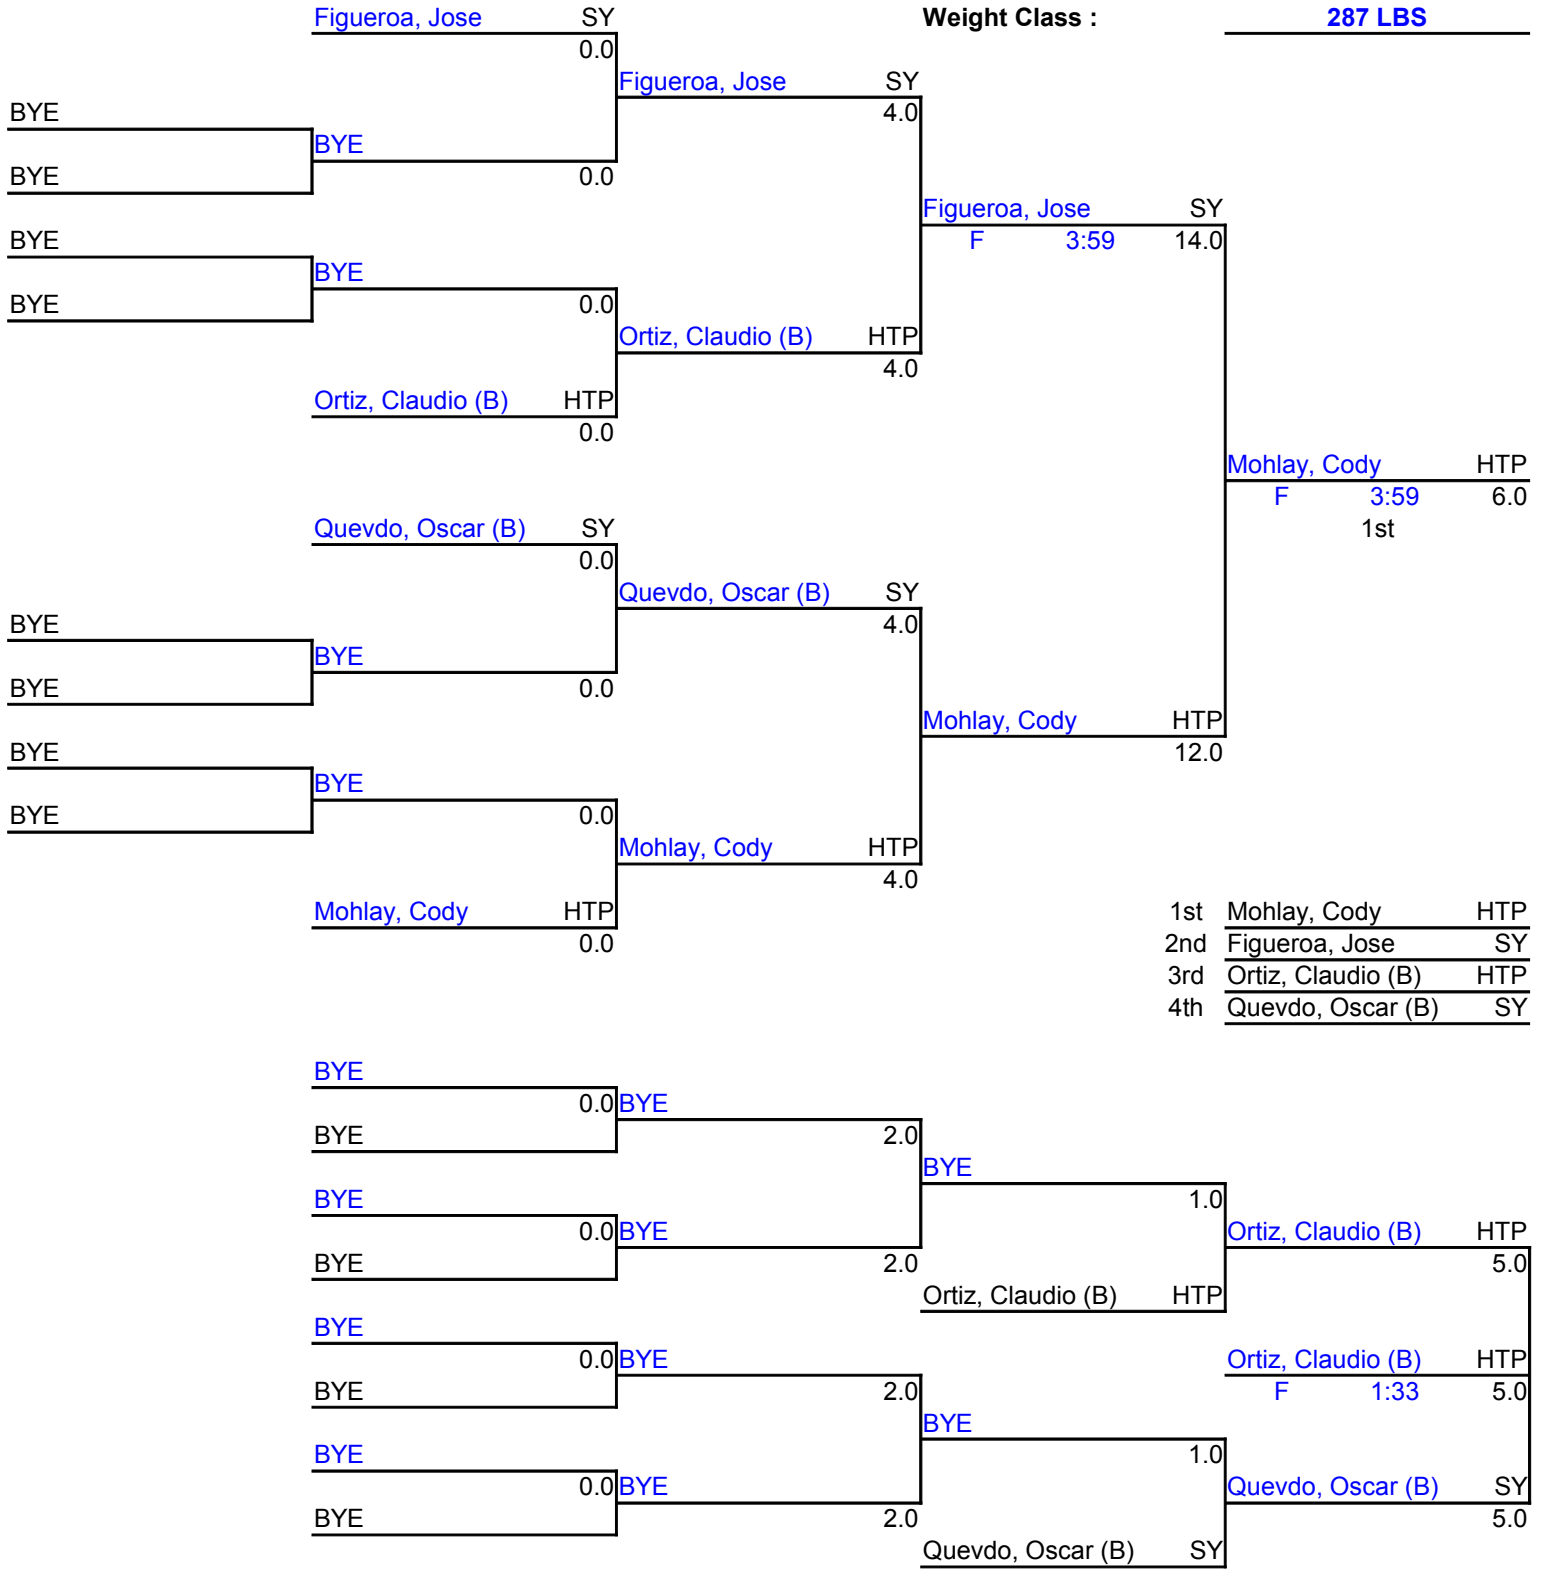 Figueroa, Jose SY Weight Class : 287 LBS
0.0
Figueroa, Jose SY
BYE 4.0
BYE
BYE 0.0
Figueroa, Jose SY
BYE F 3:59 14.0
BYE
BYE 0.0
Ortiz, Claudio (B) HTP
4.0
Ortiz, Claudio (B) HTP
0.0
Mohlay, Cody HTP
F 3:59 6.0
Quevdo, Oscar (B) SY 1st
0.0
Quevdo, Oscar (B) SY
BYE 4.0
BYE
BYE 0.0
Mohlay, Cody HTP
BYE 12.0
BYE
BYE 0.0
Mohlay, Cody HTP
4.0
Mohlay, Cody HTP 1st Mohlay, Cody HTP
0.0 2nd Figueroa, Jose SY
3rd Ortiz, Claudio (B) HTP
4th Quevdo, Oscar (B) SY
BYE
0.0 BYE
BYE 2.0
BYE
BYE 1.0
0.0 BYE Ortiz, Claudio (B) HTP
BYE 2.0 5.0
Ortiz, Claudio (B) HTP
BYE
0.0 BYE Ortiz, Claudio (B) HTP
BYE 2.0 F 1:33 5.0
BYE
BYE 1.0
0.0 BYE Quevdo, Oscar (B) SY
BYE 2.0 5.0
Quevdo, Oscar (B) SY